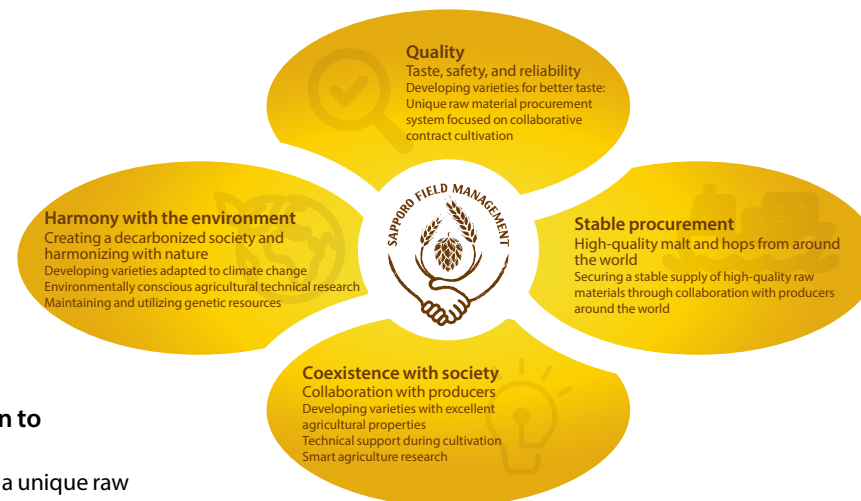 Quality
Taste, safety, and reliability
Developing varieties for better taste:
Unique raw material procurement
system focused on collaborative
contract cultivation
Harmony with the environment
Creating a decarbonized society and
harmonizing with nature
Developing varieties adapted to climate change
Environmentally conscious agricultural technical research
Maintaining and utilizing genetic resources
SAPPORO FIELD MANAGEMENT
Stable procurement
High-quality malt and hops from around
the world
Securing a stable supply of high-quality raw
materials through collaboration with producers
around the world
Coexistence with society
Collaboration with producers
Developing varieties with excellent
agricultural properties
Technical support during cultivation
Smart agriculture research
n to
a unique raw